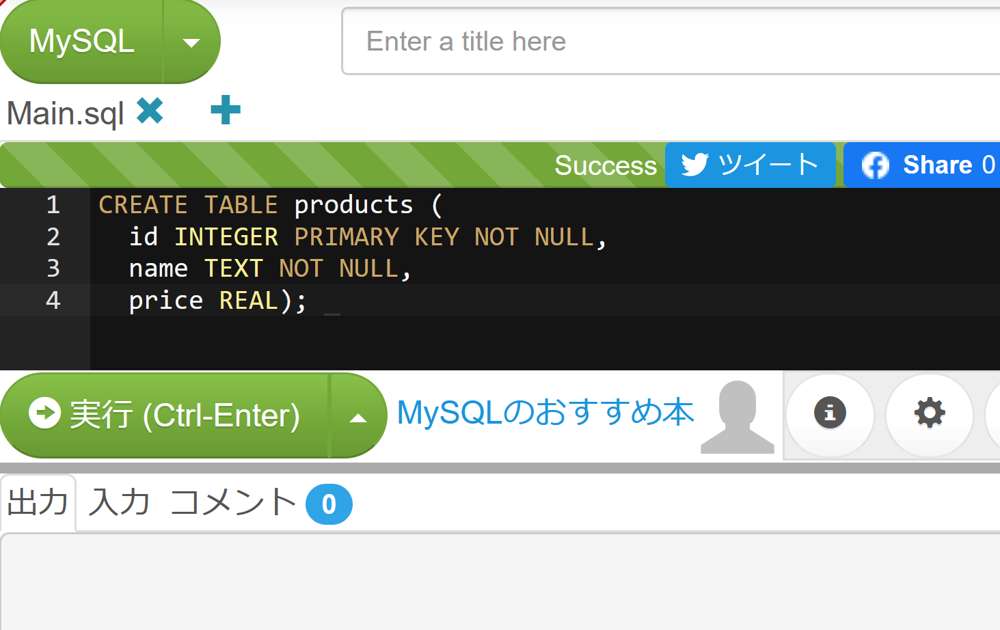 MySQL
Enter a title here
Main.sql
Success ツイート Share 0
1 CREATE TABLE products (
2 id INTEGER PRIMARY KEY NOT NULL,
3 name TEXT NOT NULL,
4 price REAL);
実行 (Ctrl-Enter) MySQLのおすすめ本
出力 入力 コメント 0